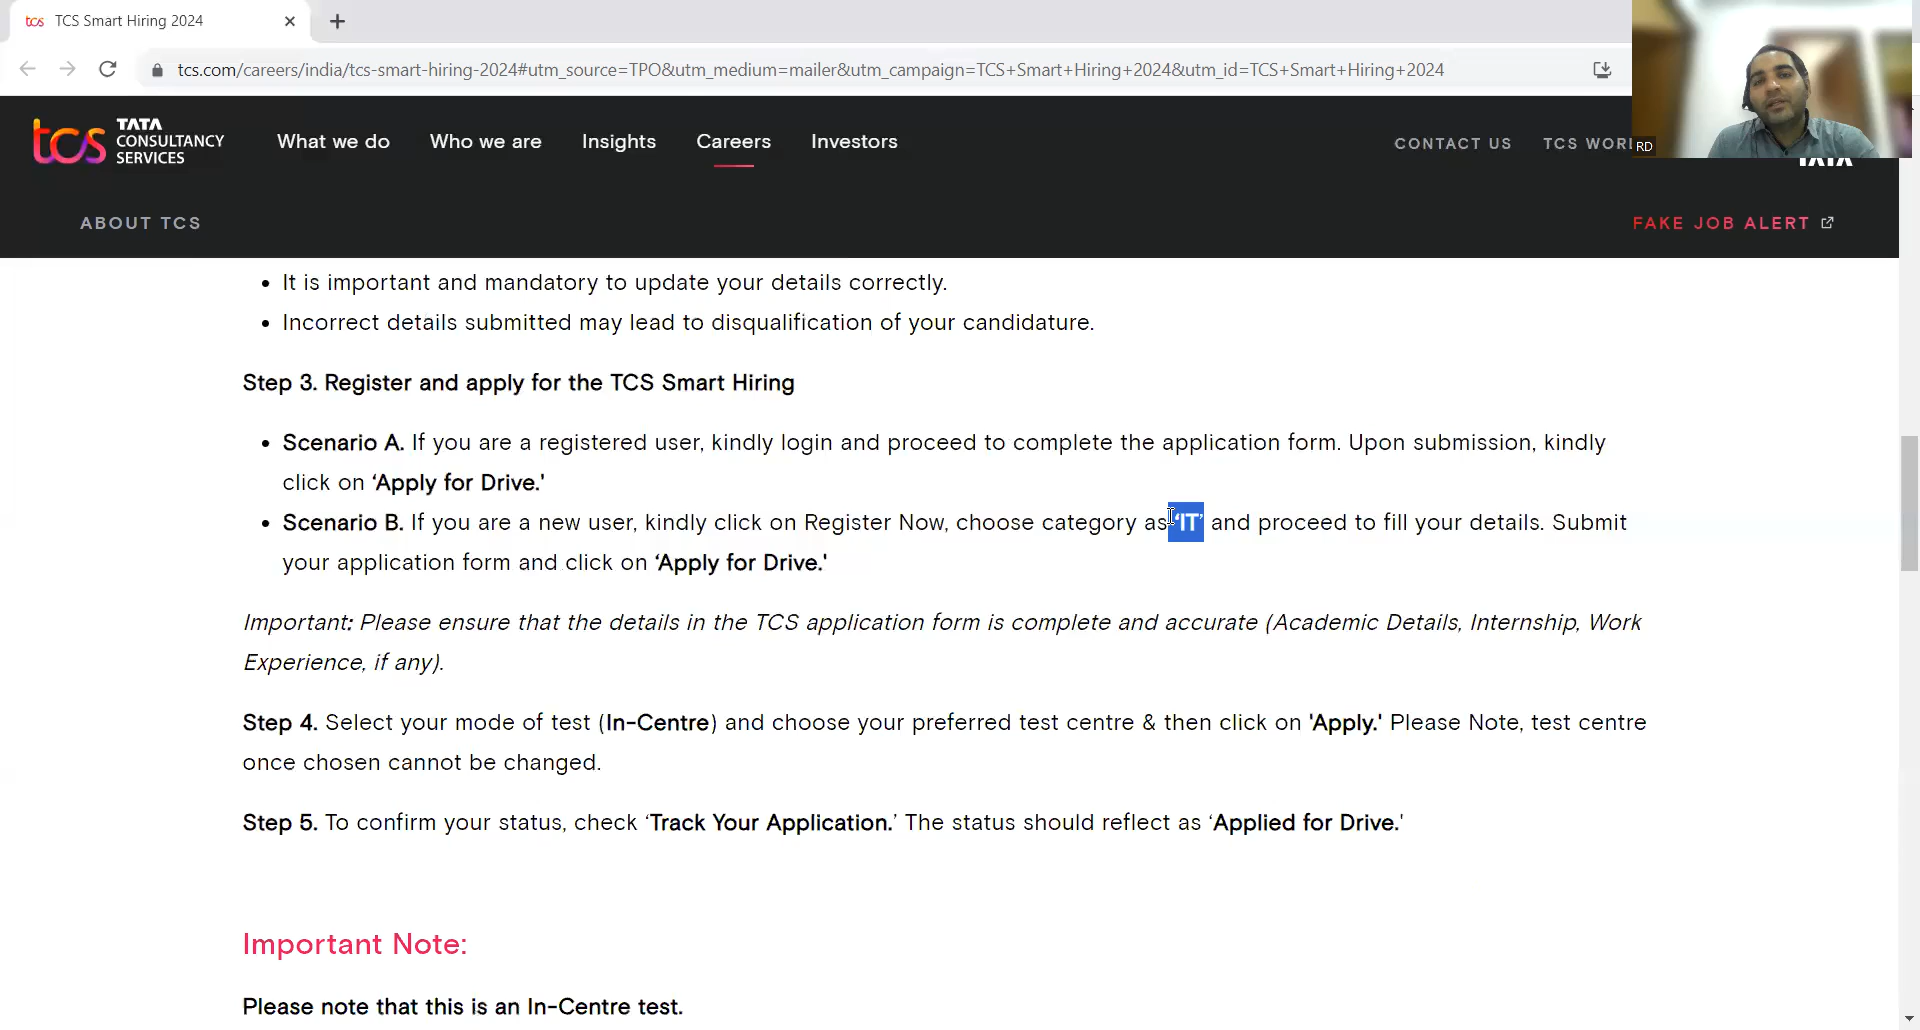 tcs TCS Smart Hiring 2024
tcs.com/careers/india/tcs-smart-hiring-2024#utm_source=TPO&utm_medium=mailer&utm_campaign=TCS+Smart+Hiring+2024&utm_id=TCS+Smart+Hiring+2024
tcs TATA
CONSULTANCY
SERVICES
What we do Who we are Insights Careers Investors
CONTACT US TCS WORL
RD
TATA
ABOUT TCS
FAKE JOB ALERT
• It is important and mandatory to update your details correctly.
• Incorrect details submitted may lead to disqualification of your candidature.
Step 3. Register and apply for the TCS Smart Hiring
• Scenario A. If you are a registered user, kindly login and proceed to complete the application form. Upon submission, kindly
click on ‘Apply for Drive.'
• Scenario B. If you are a new user, kindly click on Register Now, choose category as ‘IT’ and proceed to fill your details. Submit
your application form and click on ‘Apply for Drive.'
Important: Please ensure that the details in the TCS application form is complete and accurate (Academic Details, Internship, Work
Experience, if any).
Step 4. Select your mode of test (In-Centre) and choose your preferred test centre & then click on 'Apply.' Please Note, test centre
once chosen cannot be changed.
Step 5. To confirm your status, check ‘Track Your Application.’ The status should reflect as ‘Applied for Drive.'
Important Note:
Please note that this is an In-Centre test.